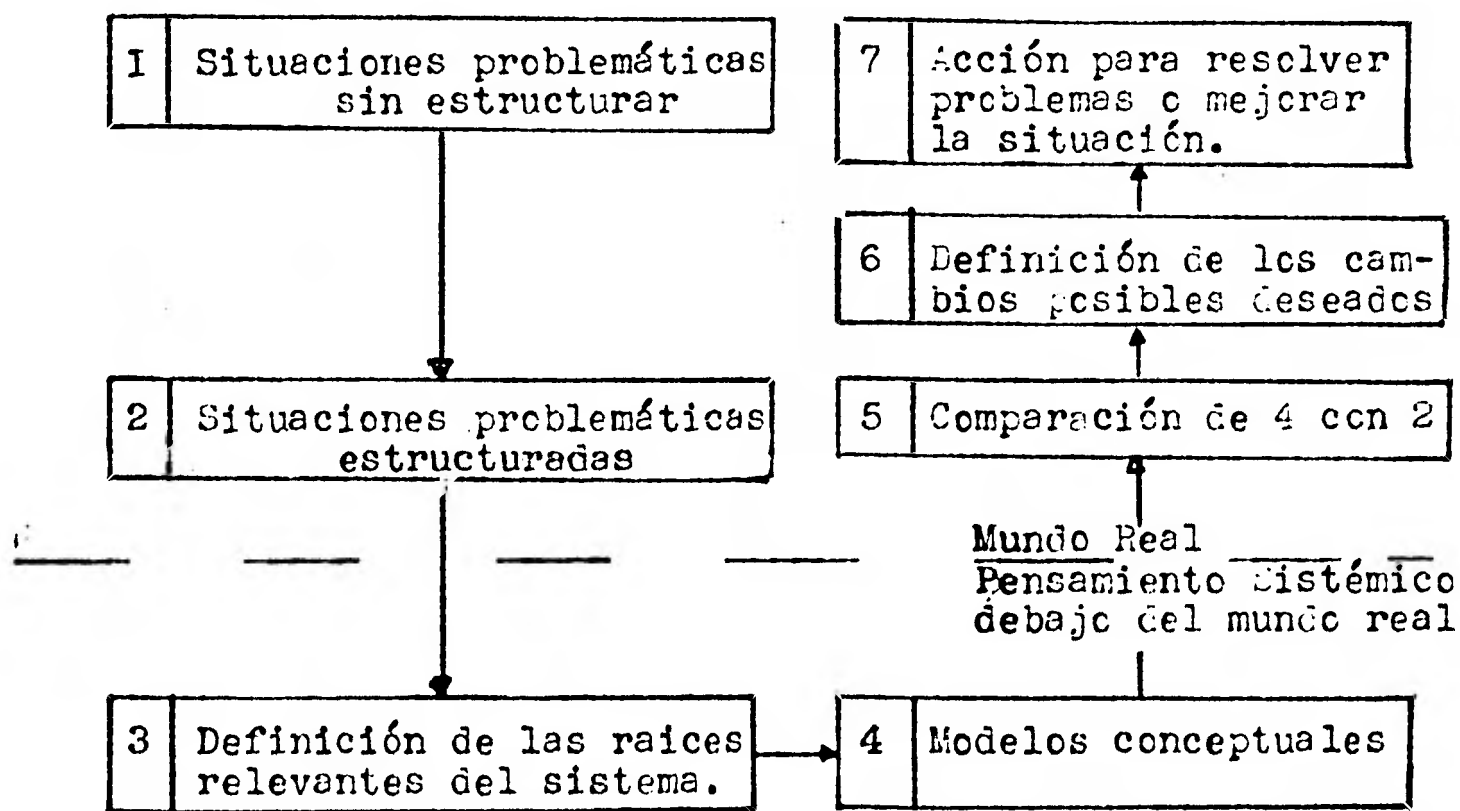 I Situaciones problemáticas
sin estructurar
2 Situaciones problemáticas
estructuradas
3 Definición de las raices
relevantes del sistema.
4 Modelos conceptuales
Mundo Real
Pensamiento Sistémico
debajo del mundo real
5 Comparación de 4 con 2
6 Definición de los cam-
bios posibles deseados
7 Acción para resolver
problemas o mejorar
la situación.